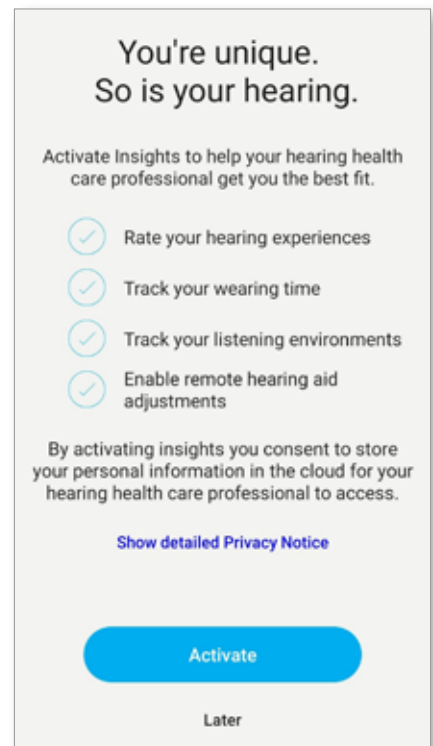 You're unique.
So is your hearing.
Activate Insights to help your hearing health
care professional get you the best fit.
Rate your hearing experiences
Track your wearing time
Track your listening environments
Enable remote hearing aid
adjustments
By activating insights you consent to store
your personal information in the cloud for your
hearing health care professional to access.
Show detailed Privacy Notice
Activate
Later